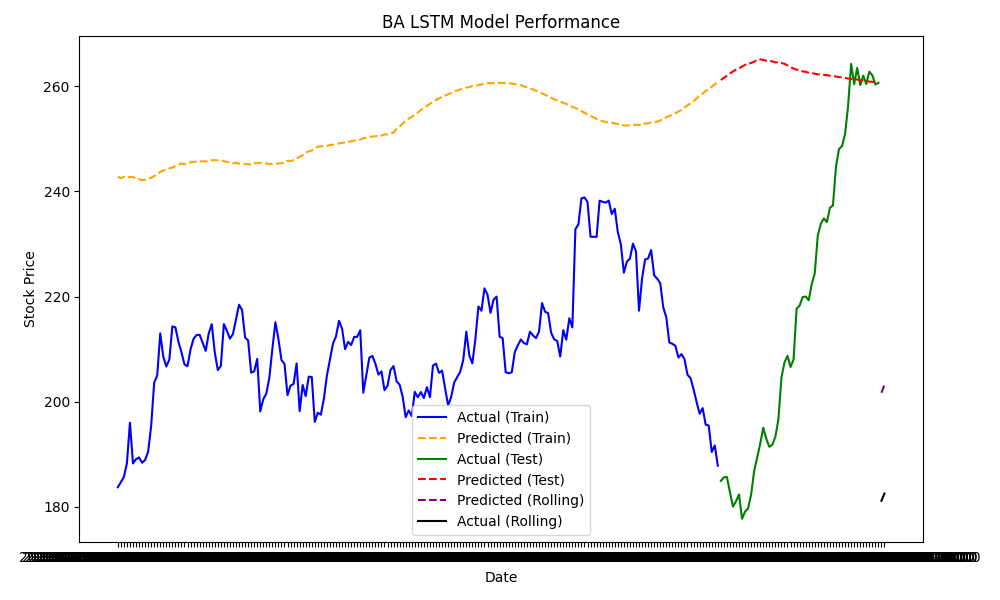 BA LSTM Model Performance
Stock Price
260
240
220
200
180
Actual (Train)
Predicted (Train)
Actual (Test)
Predicted (Test)
Predicted (Rolling)
Actual (Rolling)
Date